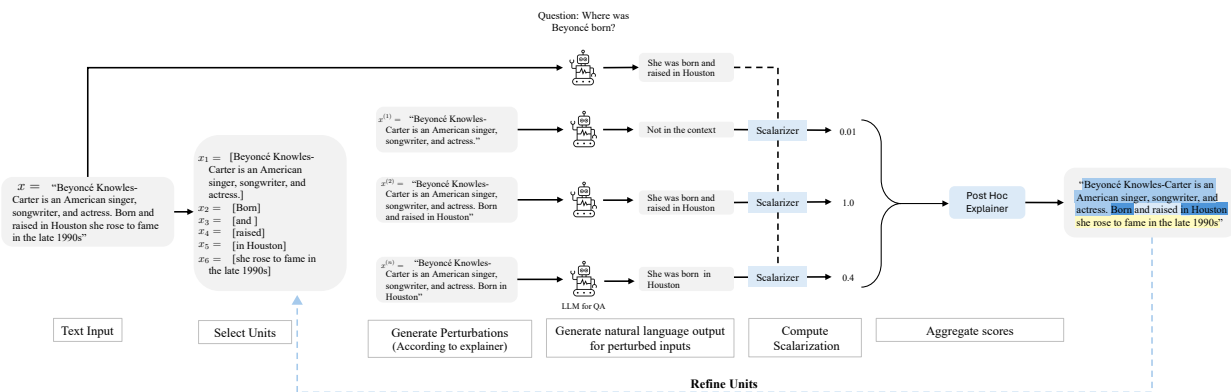 Question: Where was
Beyoncé born?
She was born and
raised in Houston
x = "Beyoncé Knowles-
Carter is an American singer,
songwriter, and actress. Born and
raised in Houston she rose to fame
in the late 1990s"
x₁ = [Beyoncé Knowles-
Carter is an American
singer, songwriter, and
actress.]
x₂ = [Born]
x₃ = [and ]
x₄ = [raised]
x₅ = [in Houston]
x₆ = [she rose to fame in
the late 1990s]
x⁽¹⁾ = "Beyoncé Knowles-
Carter is an American singer,
songwriter, and actress."
Not in the context
Scalarizer
0.01
x⁽²⁾ = "Beyoncé Knowles-
Carter is an American singer,
songwriter, and actress. Born
and raised in Houston"
She was born and
raised in Houston
Scalarizer
1.0
x⁽ⁿ⁾ = "Beyoncé Knowles-
Carter is an American singer,
songwriter, and actress. Born in
Houston"
LLM for QA
She was born in
Houston
Scalarizer
0.4
Post Hoc
Explainer
"Beyoncé Knowles-Carter is an
American singer, songwriter, and
actress. Born and raised in Houston
she rose to fame in the late 1990s"
Text Input
Select Units
Generate Perturbations
(According to explainer)
Generate natural language output
for perturbed inputs
Compute
Scalarization
Aggregate scores
Refine Units